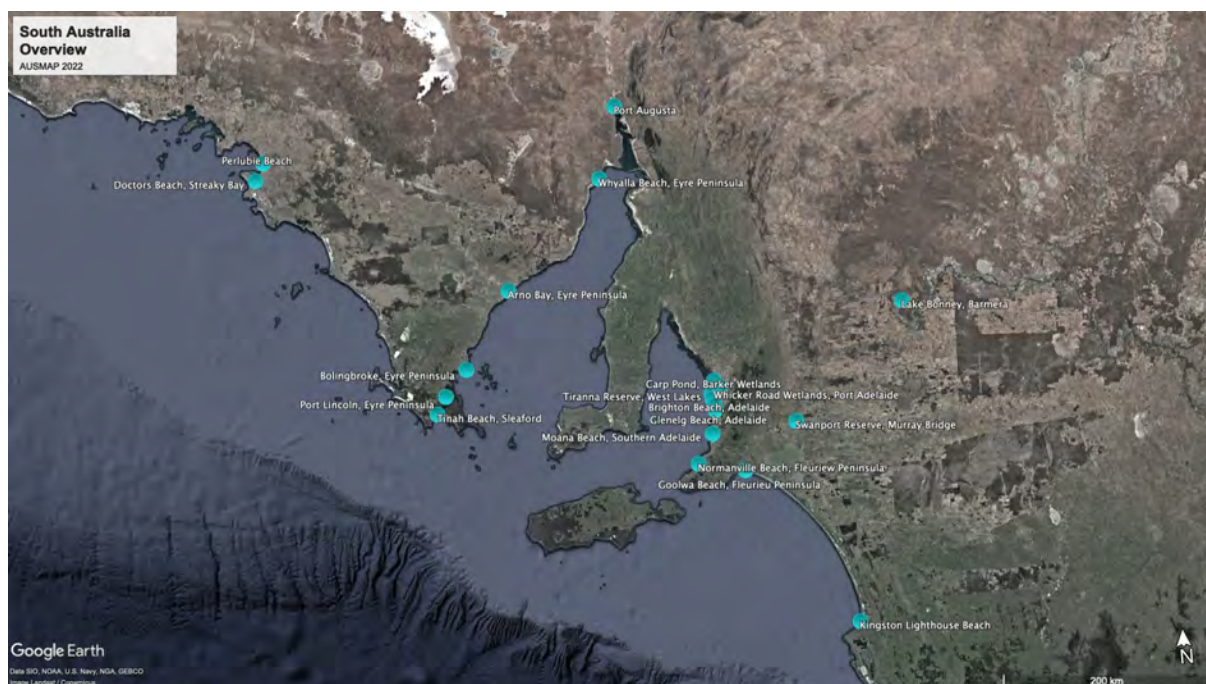 South Australia
Overview
AUSMAP 2022
Port Augusta
Perlubie Beach
Doctors Beach, Streaky Bay
Whyalla Beach, Eyre Peninsula
Arno Bay, Eyre Peninsula
Lake Bonney, Barmera
Bolingbroke, Eyre Peninsula
Carp Pond, Barker Wetlands
Tiranna Reserve, West Lakes
Whicker Road Wetlands, Port Adelaide
Port Lincoln, Eyre Peninsula
Brighton Beach, Adelaide
Tinah Beach, Sleaford
Glenelg Beach, Adelaide
Swanport Reserve, Murray Bridge
Moana Beach, Southern Adelaide
Normanville Beach, Fleuriew Peninsula
Goolwa Beach, Fleurieu Peninsula
Kingston Lighthouse Beach
Google Earth
Data SIO, NOAA, U.S. Navy, NGA, GEBCO
Image Landsat / Copernicus
N
200 km